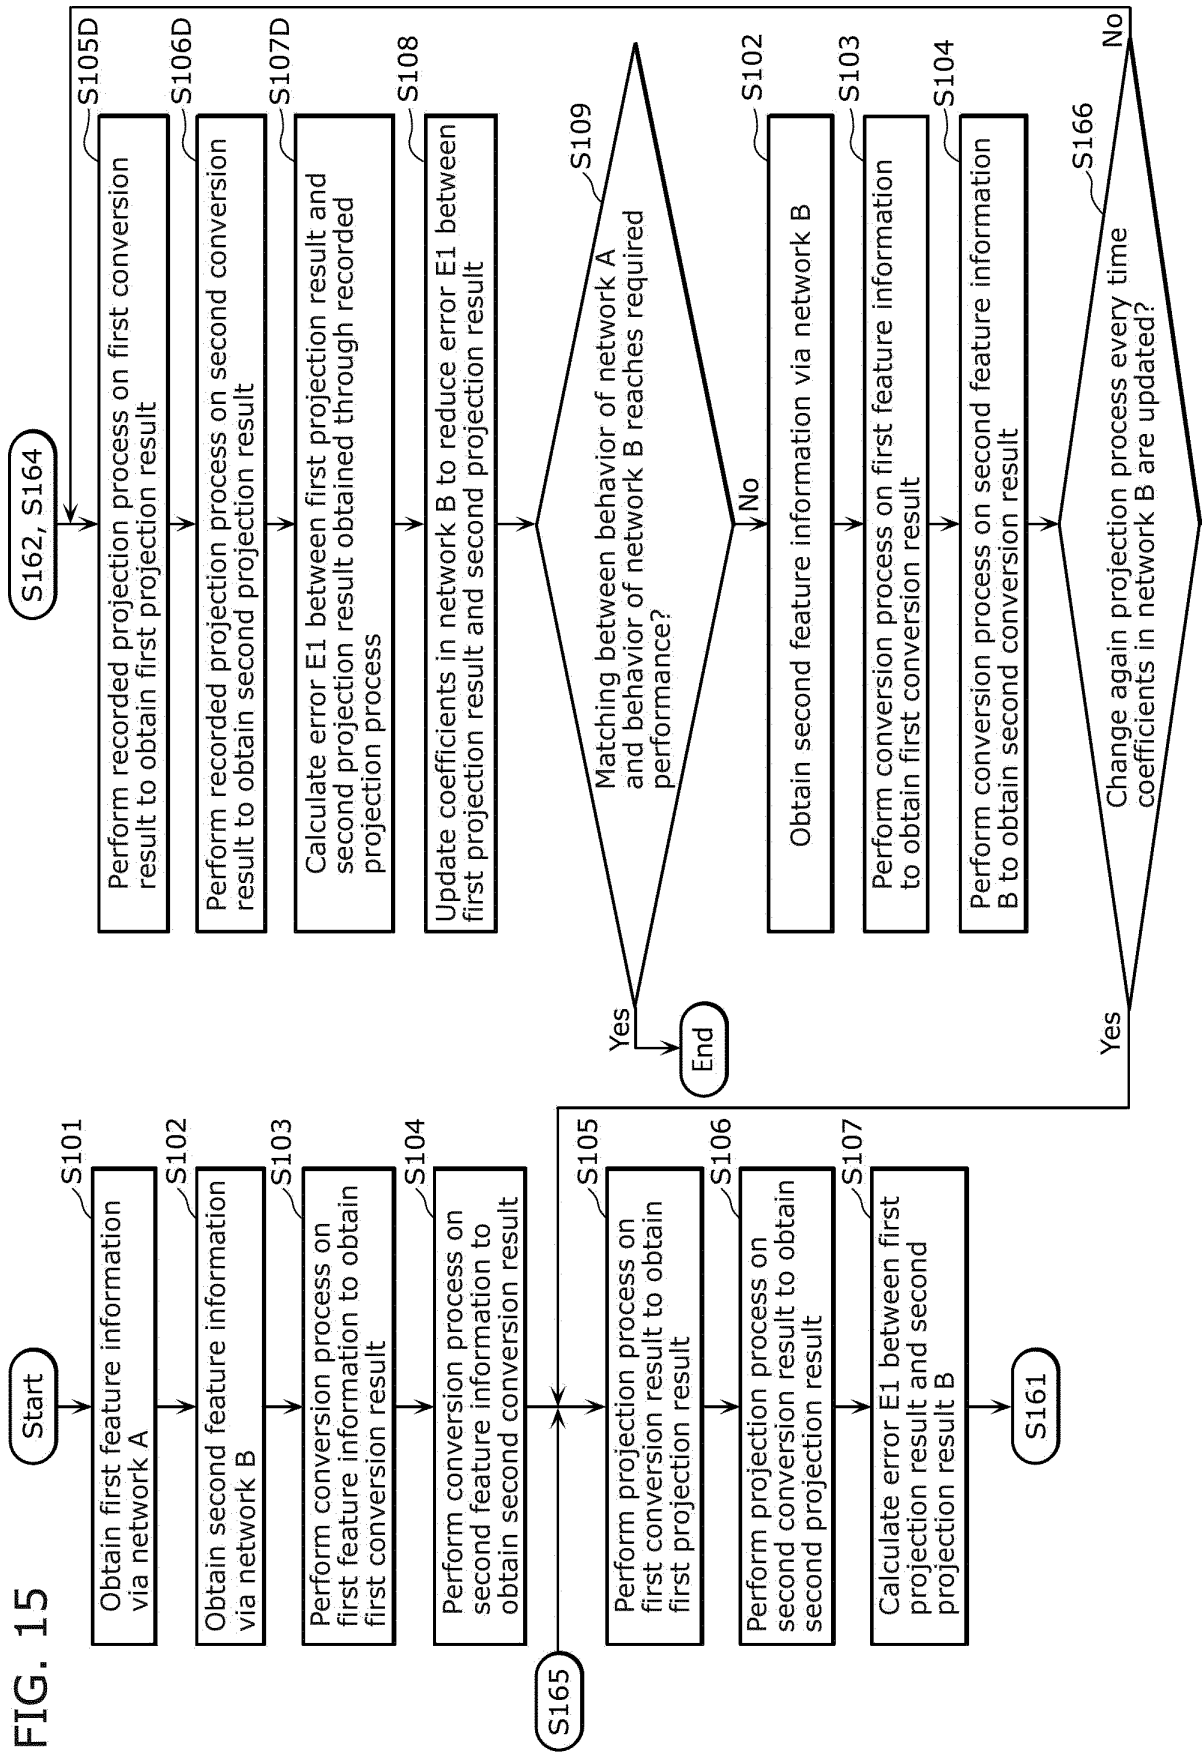 FIG. 15
Start
S101
Obtain first feature information
via network A
S102
Obtain second feature information
via network B
S103
Perform conversion process on
first feature information to obtain
first conversion result
S104
Perform conversion process on
second feature information to
obtain second conversion result
S165
S105
Perform projection process on
first conversion result to obtain
first projection result
S106
Perform projection process on
second conversion result to obtain
second projection result
S107
Calculate error E1 between first
projection result and second
projection result B
S161
S162, S164
S105D
Perform recorded projection process on first conversion
result to obtain first projection result
S106D
Perform recorded projection process on second conversion
result to obtain second projection result
S107D
Calculate error E1 between first projection result and
second projection result obtained through recorded
projection process
S108
Update coefficients in network B to reduce error E1 between
first projection result and second projection result
S109
Matching between behavior of network A
and behavior of network B reaches required
performance?
Yes
End
No
S102
Obtain second feature information via network B
S103
Perform conversion process on first feature information
to obtain first conversion result
S104
Perform conversion process on second feature information
B to obtain second conversion result
S166
Change again projection process every time
coefficients in network B are updated?
Yes
No